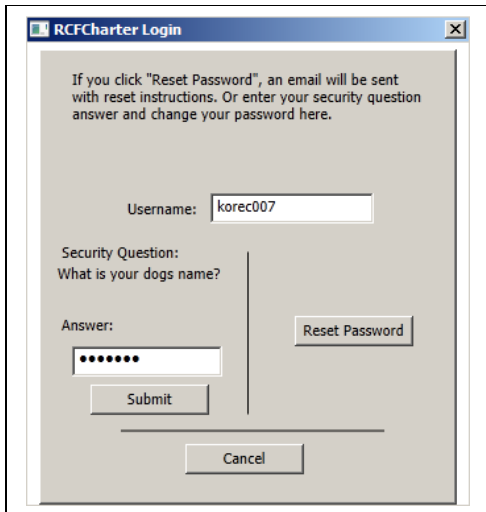 RCFCharter Login
If you click "Reset Password", an email will be sent
with reset instructions. Or enter your security question
answer and change your password here.
Username: korec007
Security Question:
What is your dogs name?
Answer:
•••••••
Submit
Reset Password
Cancel